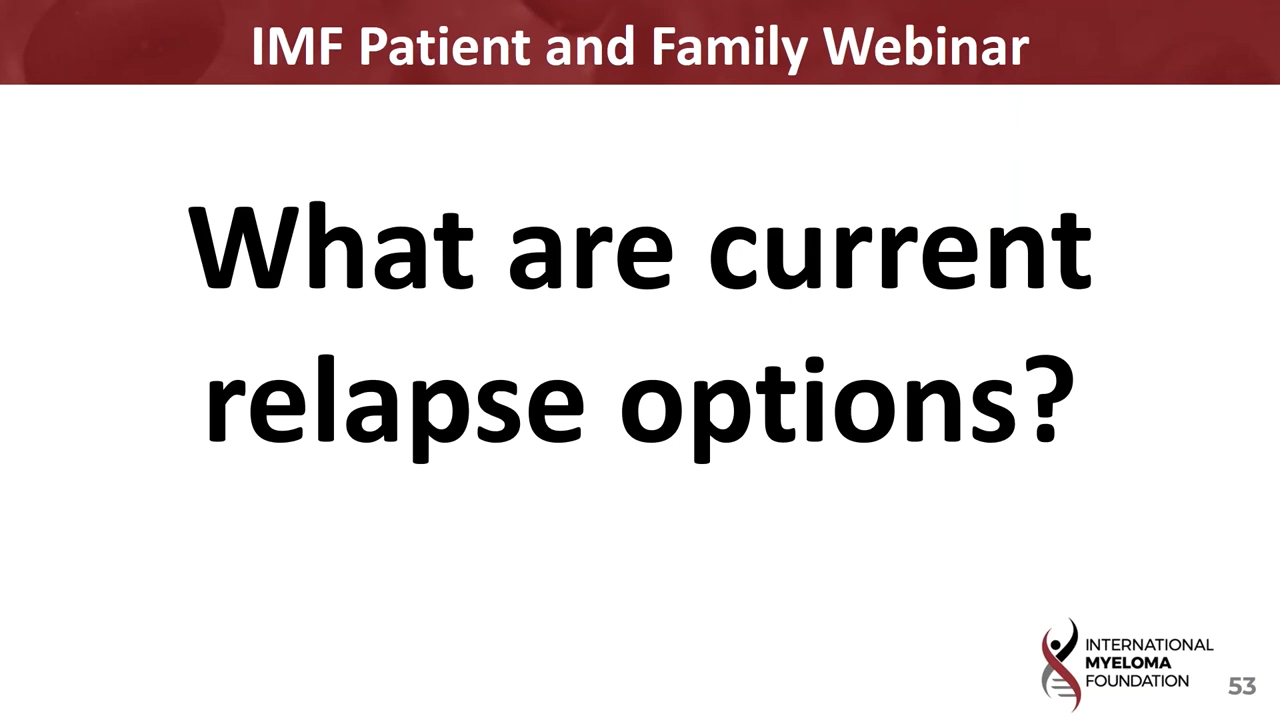 IMF Patient and Family Webinar
What are current
relapse options?
INTERNATIONAL
MYELOMA
FOUNDATION
53